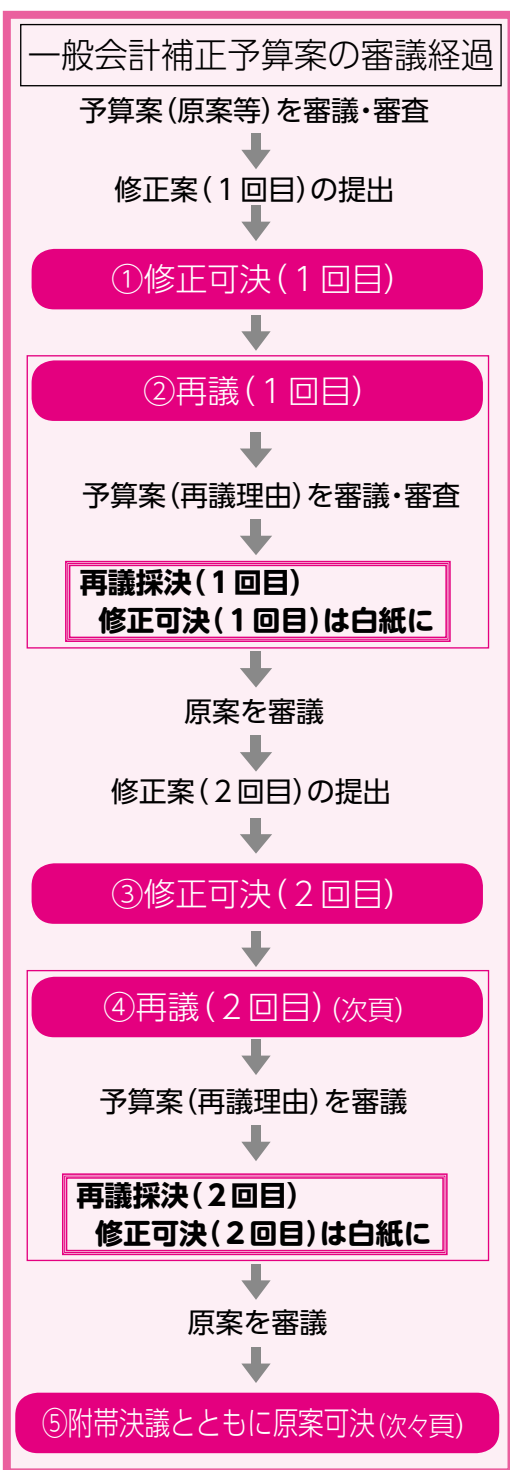 一般会計補正予算案の審議経過
予算案(原案等)を審議・審査
修正案(1回目)の提出
①修正可決(1回目)
②再議(1回目)
予算案(再議理由)を審議・審査
再議採決(1回目)
修正可決(1回目)は白紙に
原案を審議
修正案(2回目)の提出
③修正可決(2回目)
④再議(2回目)(次頁)
予算案(再議理由)を審議
再議採決(2回目)
修正可決(2回目)は白紙に
原案を審議
⑤附帯決議とともに原案可決(次々頁)